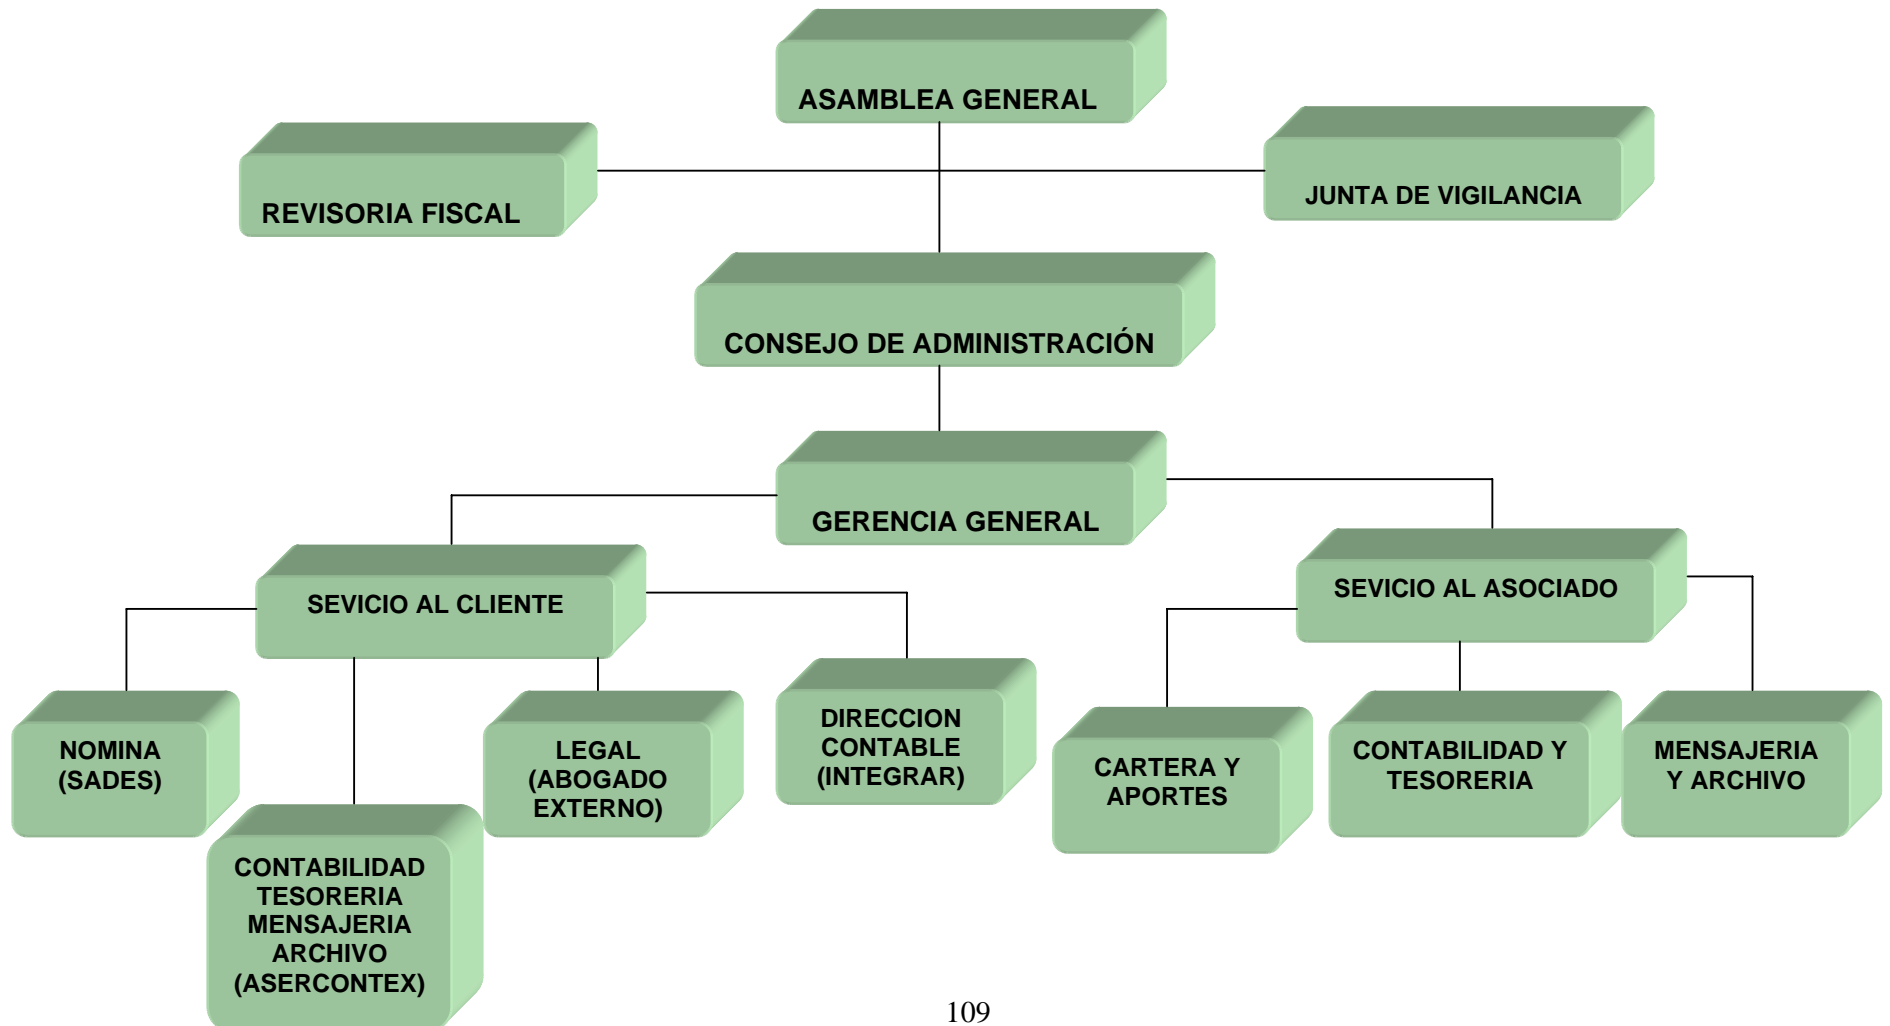 ASAMBLEA GENERAL
REVISORIA FISCAL
JUNTA DE VIGILANCIA
CONSEJO DE ADMINISTRACIÓN
GERENCIA GENERAL
SEVICIO AL CLIENTE
SEVICIO AL ASOCIADO
NOMINA
(SADES)
CONTABILIDAD
TESORERIA
MENSAJERIA
ARCHIVO
(ASERCONTEX)
LEGAL
(ABOGADO
EXTERNO)
DIRECCION
CONTABLE
(INTEGRAR)
CARTERA Y
APORTES
CONTABILIDAD Y
TESORERIA
MENSAJERIA
Y ARCHIVO
109